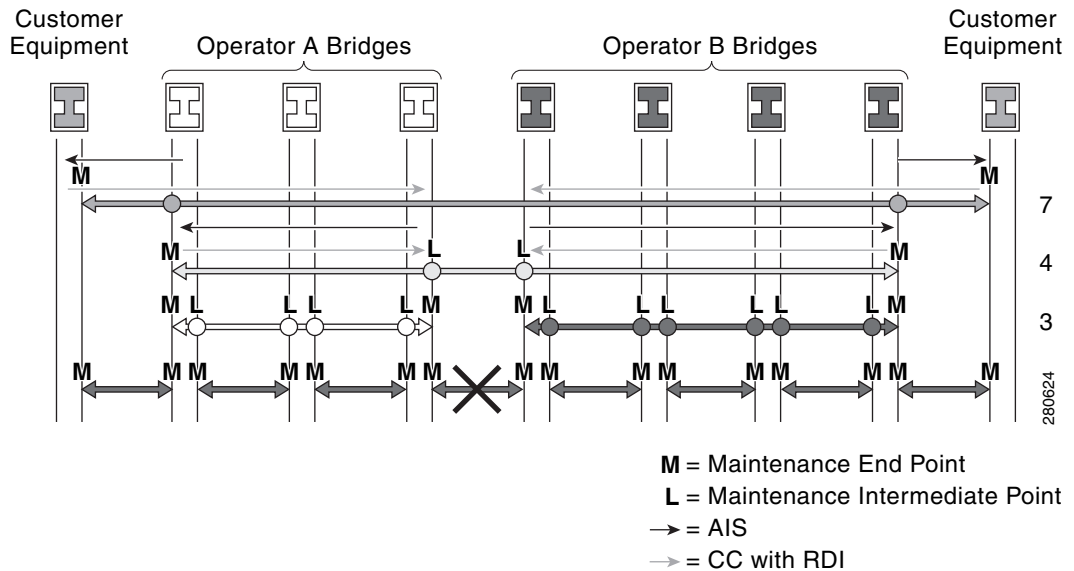 Customer
Equipment
Operator A Bridges
Operator B Bridges
Customer
Equipment
M
M
7
M
L
L
M
4
M L
L L
L M
M L
L L
L L
L M
3
M
M M
M M
M M
M M
M M
M M
M M
M
280624
M = Maintenance End Point
L = Maintenance Intermediate Point
= AIS
= CC with RDI